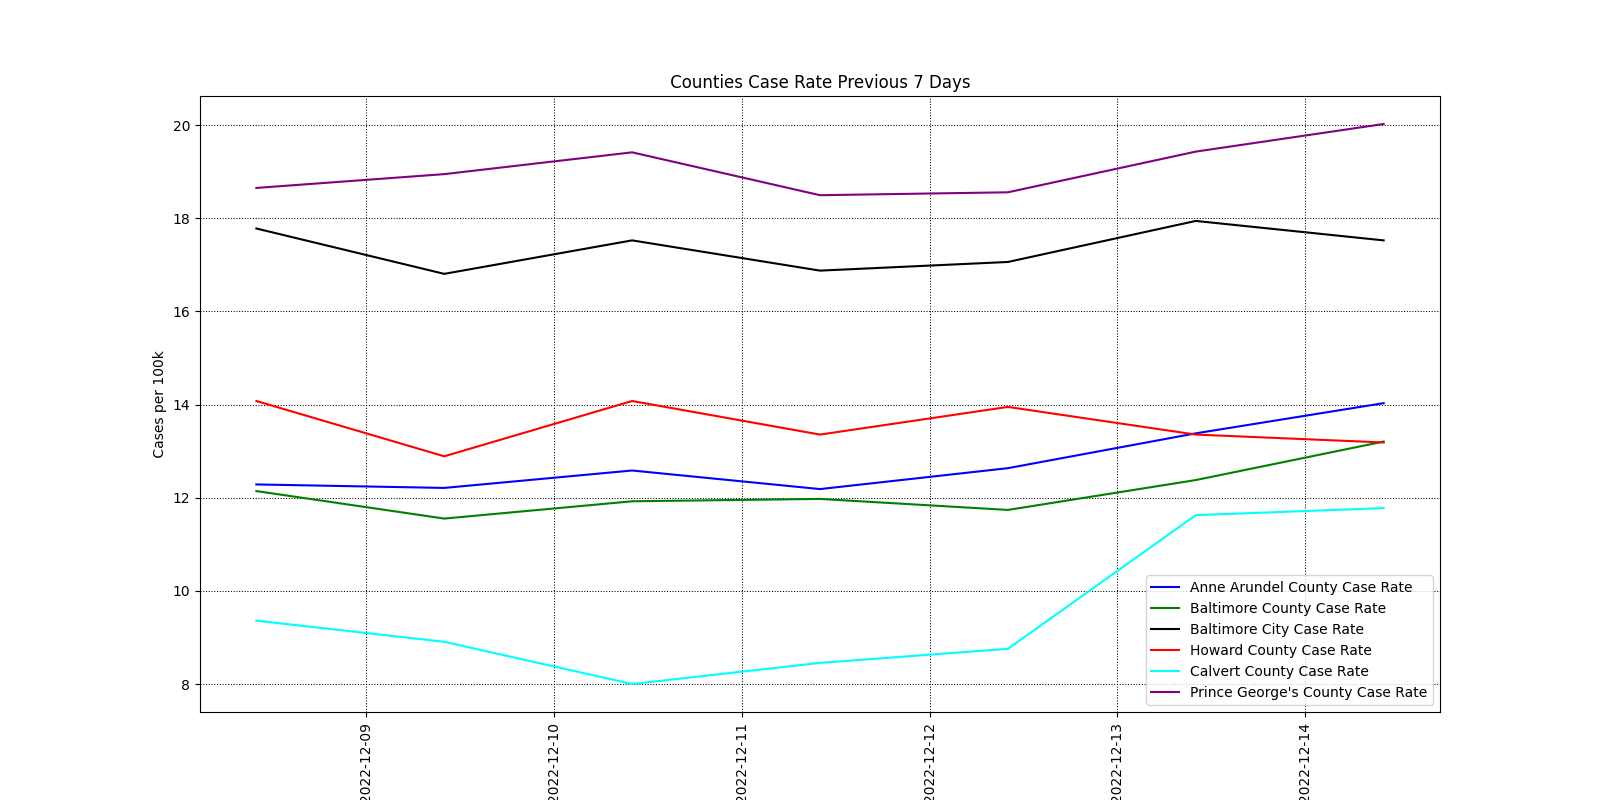 Counties Case Rate Previous 7 Days
Cases per 100k
20
18
16
14
12
10
8
2022-12-09
2022-12-10
2022-12-11
2022-12-12
2022-12-13
2022-12-14
Anne Arundel County Case Rate
Baltimore County Case Rate
Baltimore City Case Rate
Howard County Case Rate
Calvert County Case Rate
Prince George's County Case Rate